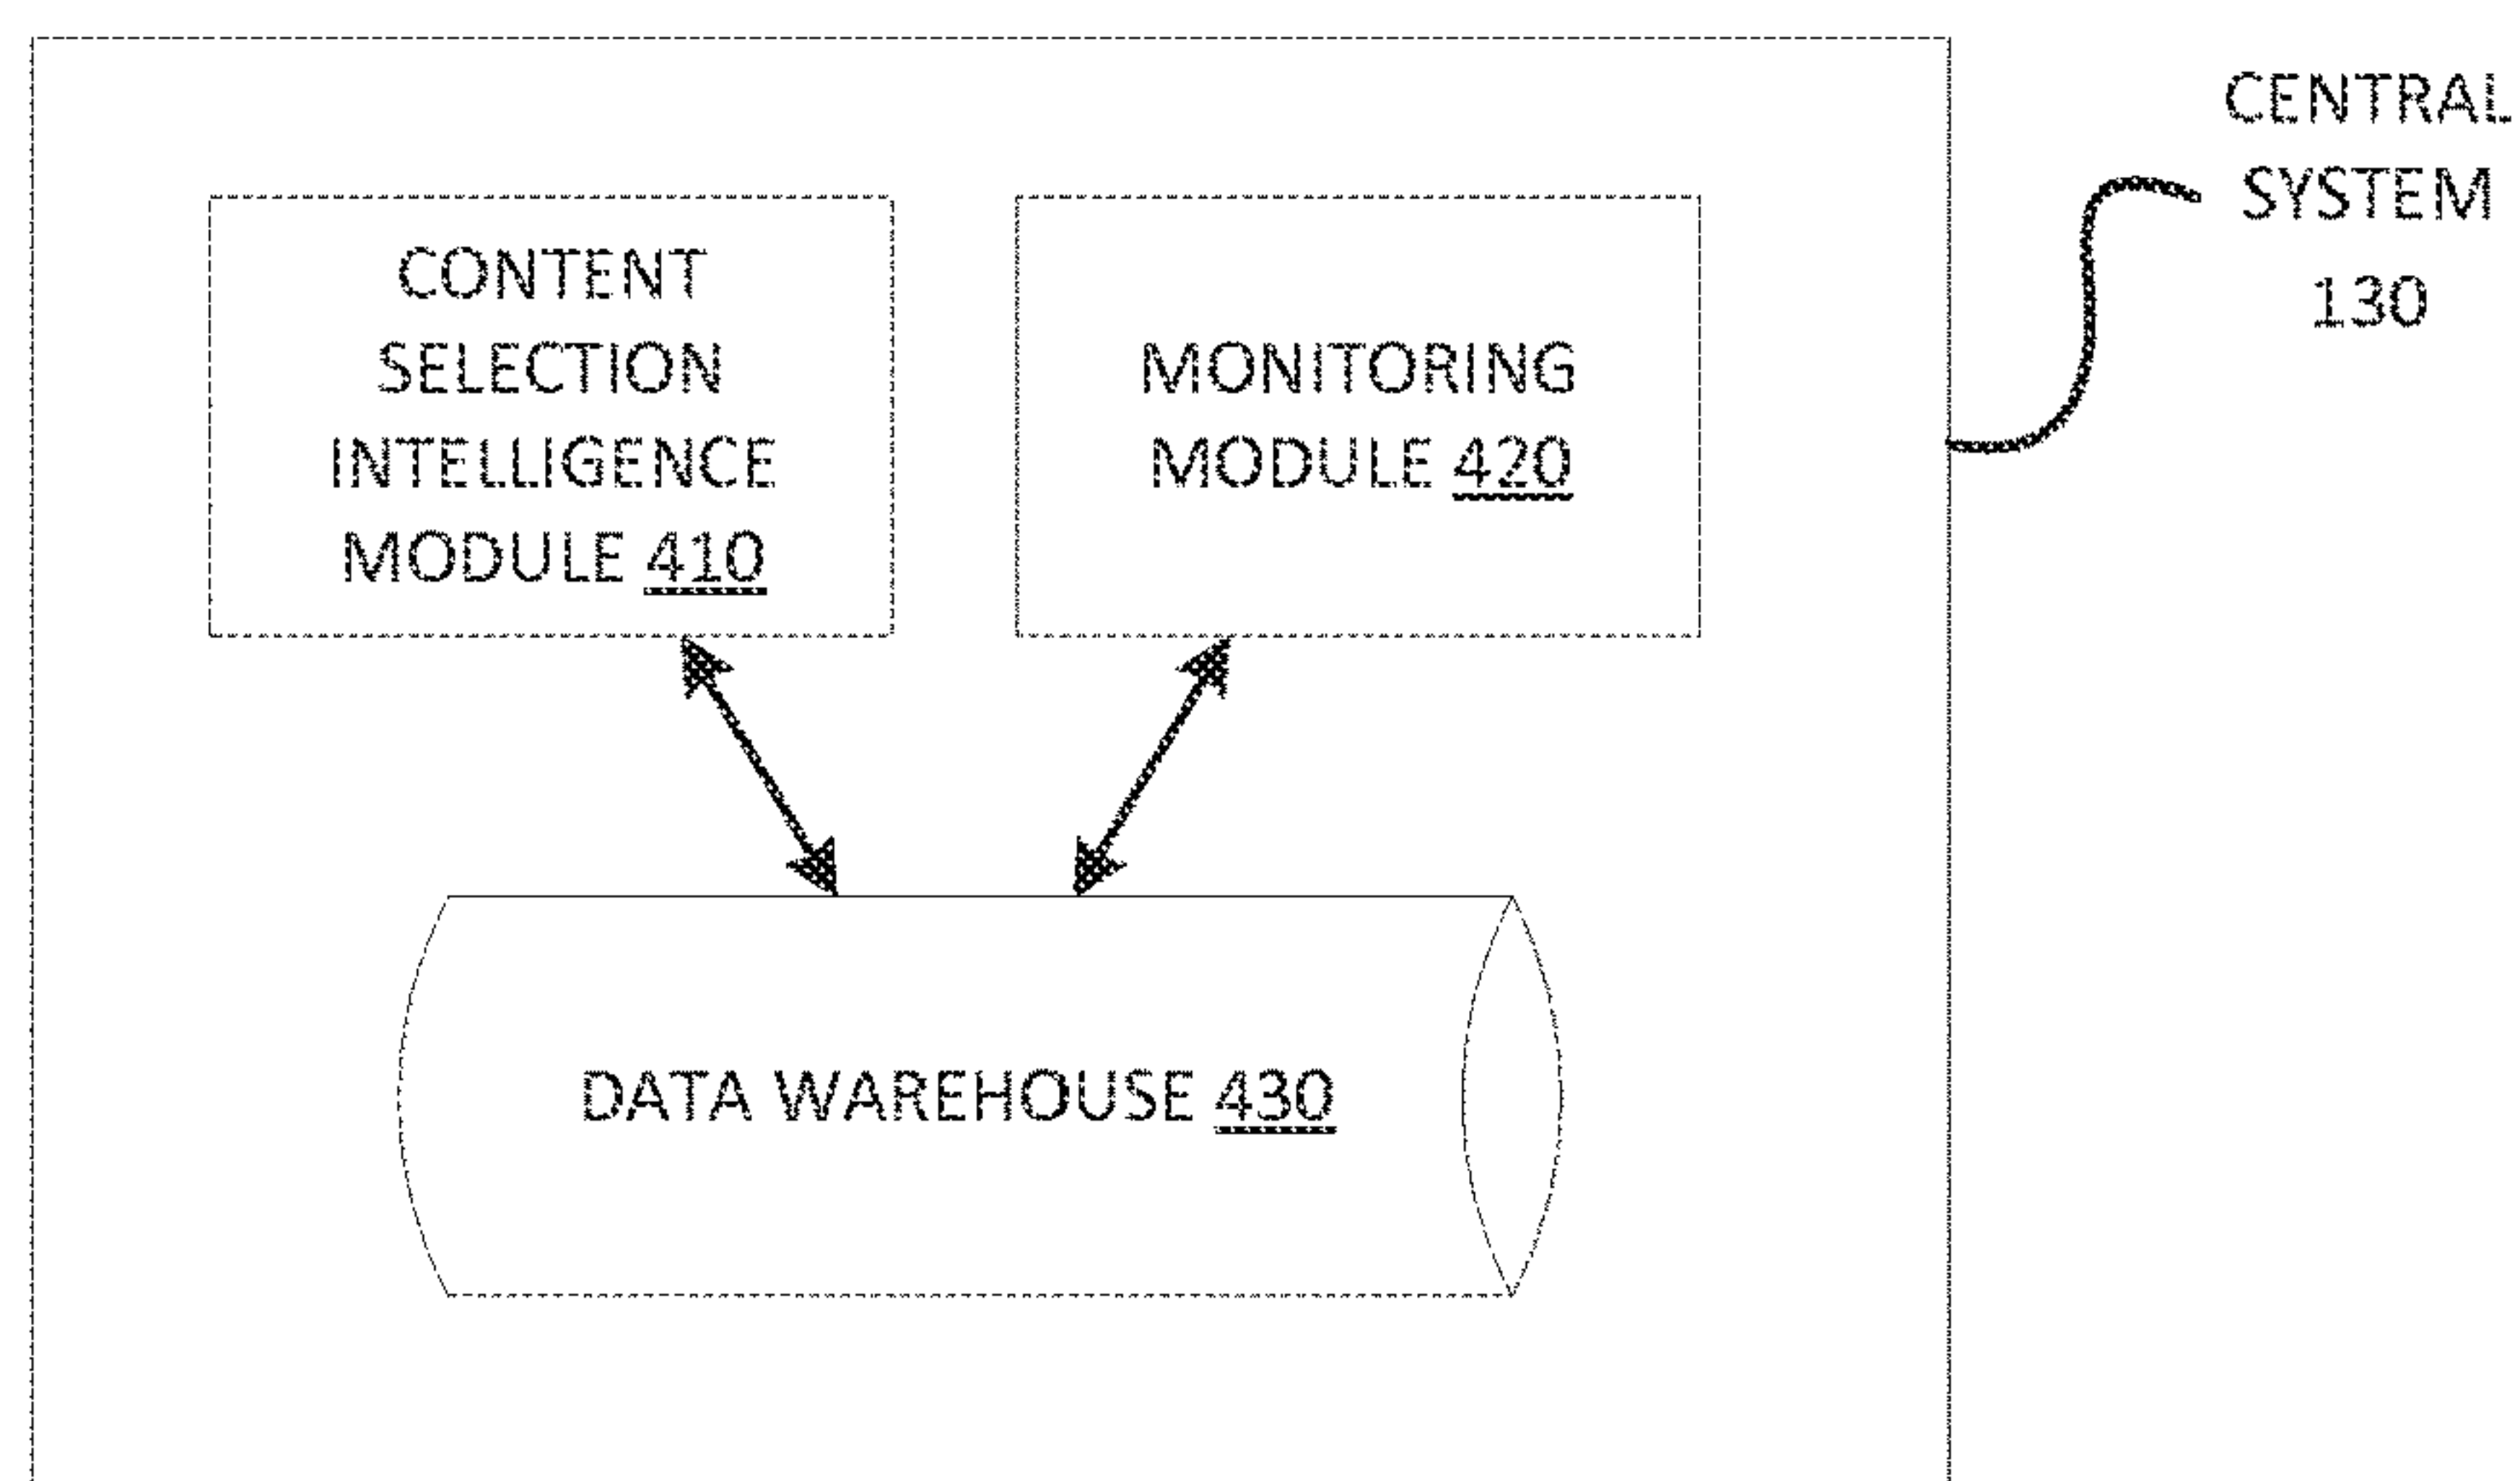 CONTENT
SELECTION
INTELLIGENCE
MODULE 410
MONITORING
MODULE 420
CENTRAL
SYSTEM
130
DATA WAREHOUSE 430